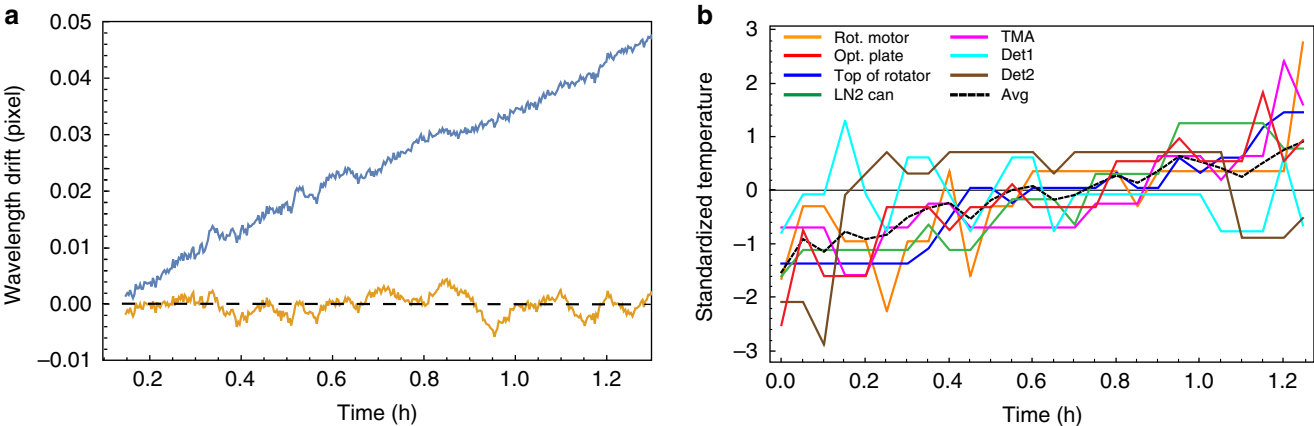 a
Wavelength drift (pixel)
0.05
0.04
0.03
0.02
0.01
0.00
–0.01
0.2 0.4 0.6 0.8 1.0 1.2
Time (h)
b
Standardized temperature
3
2
1
0
–1
–2
–3
Rot. motor
Opt. plate
Top of rotator
LN2 can
TMA
Det1
Det2
Avg
0.0 0.2 0.4 0.6 0.8 1.0 1.2
Time (h)